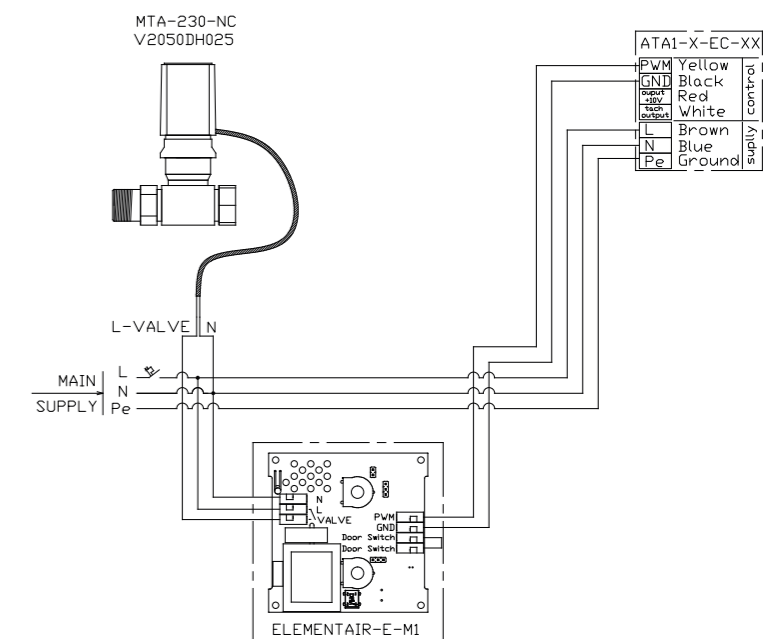 MTA-230-NC
V2050DH025
ATA1-X-EC-XX
PWM Yellow
GND Black
ouput +10V Red
tach output White
control
L Brown
N Blue
Pe Ground
suplly
L-VALVE N
MAIN SUPPLY
L
N
Pe
N
L
VALVE
PWM
GND
Door Switch
Door Switch
ELEMENTAIR-E-M1